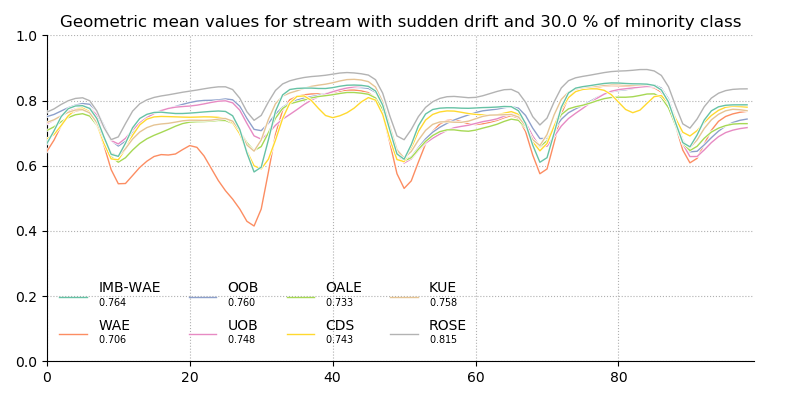 Geometric mean values for stream with sudden drift and 30.0 % of minority class
1.0
0.8
0.6
0.4
0.2
0.0
IMB-WAE OOB OALE KUE
0.764 0.760 0.733 0.758
WAE UOB CDS ROSE
0.706 0.748 0.743 0.815
0 20 40 60 80